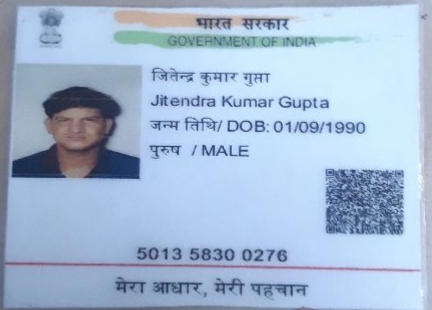 भारत सरकार
GOVERNMENT OF INDIA
जितेन्द्र कुमार गुप्ता
Jitendra Kumar Gupta
जन्म तिथि/ DOB: 01/09/1990
पुरुष / MALE
5013 5830 0276
मेरा आधार, मेरी पहचान